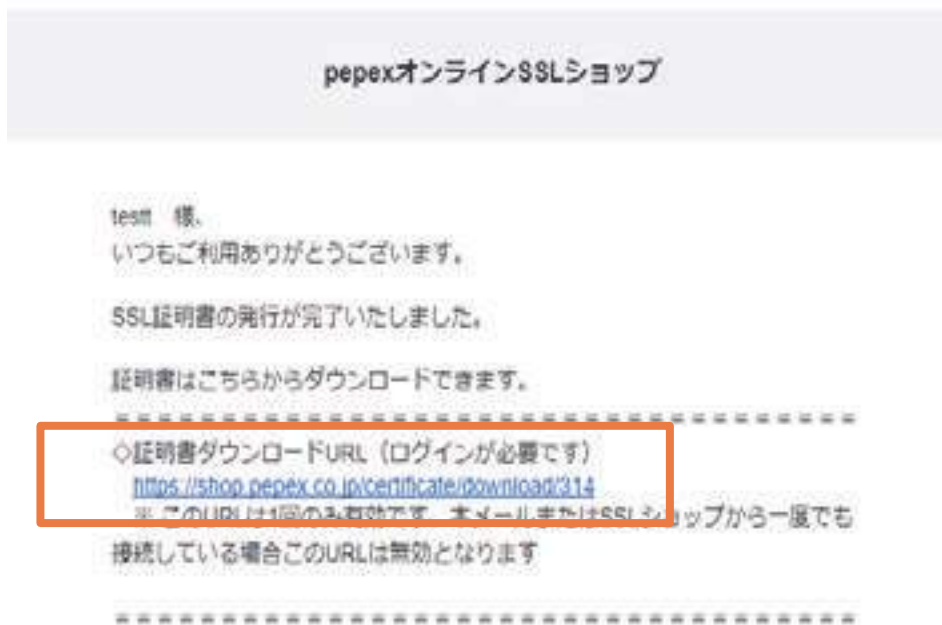 pepexオンラインSSLショップ
testt 様、
いつもご利用ありがとうございます。
SSL証明書の発行が完了いたしました。
証明書はこちらからダウンロードできます。
==================================
◇証明書ダウンロードURL（ログインが必要です）
https://shop.pepex.co.jp/certificate/download/314
※ このURLは1回のみ有効です。本メールまたはSSLショップから一度でも
接続している場合このURLは無効となります
==================================